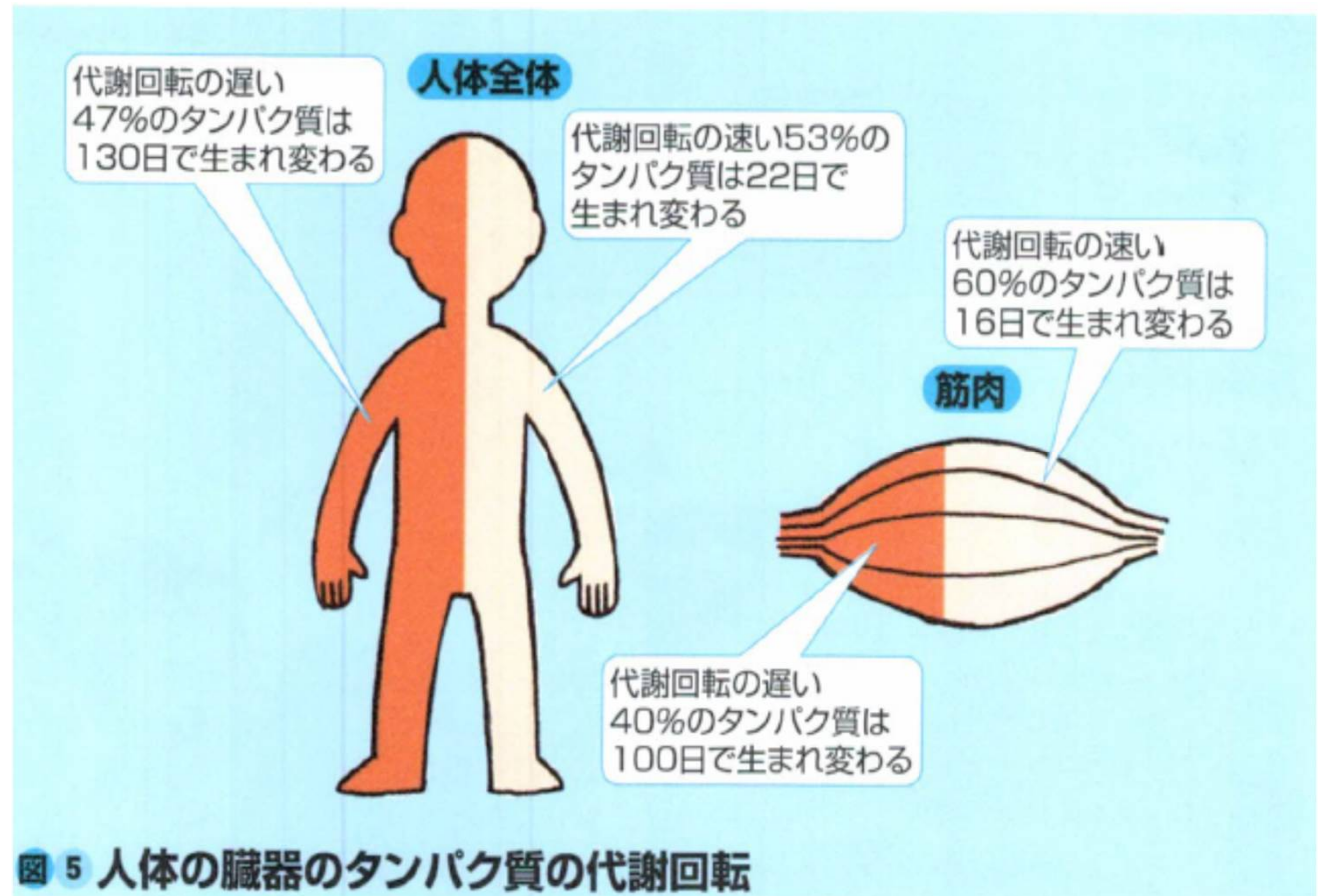 人体全体
代謝回転の遅い
47%のタンパク質は
130日で生まれ変わる
代謝回転の速い53%の
タンパク質は22日で
生まれ変わる
代謝回転の速い
60%のタンパク質は
16日で生まれ変わる
筋肉
代謝回転の遅い
40%のタンパク質は
100日で生まれ変わる
図5 人体の臓器のタンパク質の代謝回転